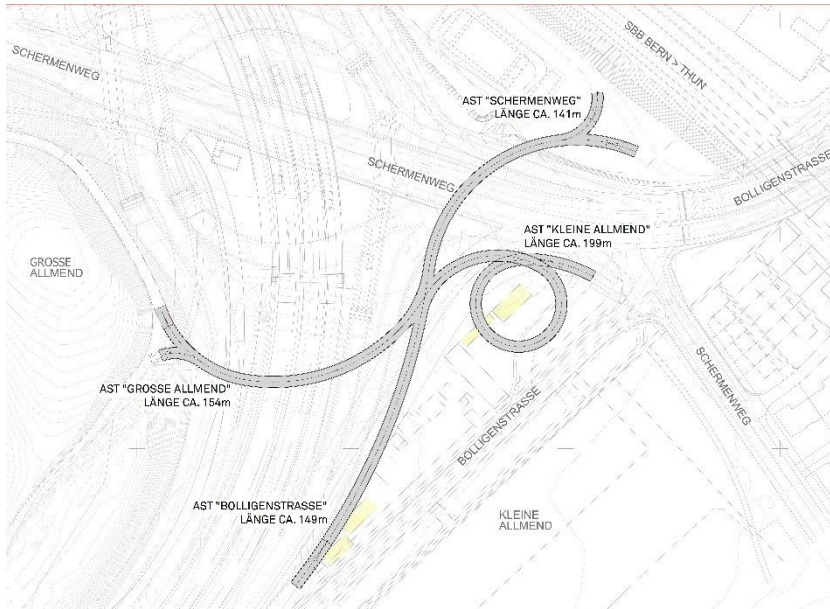 SCHERMENWEG
SBB BERN > THUN
AST "SCHERMENWEG"
LÄNGE CA. 141m
SCHERMENWEG
BOLLIGENSTRASSE
AST "KLEINE ALLMEND"
LÄNGE CA. 199m
GROSSE
ALLMEND
SCHERMENWEG
AST "GROSSE ALLMEND"
LÄNGE CA. 154m
BOLLIGENSTRASSE
AST "BOLLIGENSTRASSE"
LÄNGE CA. 149m
KLEINE
ALLMEND